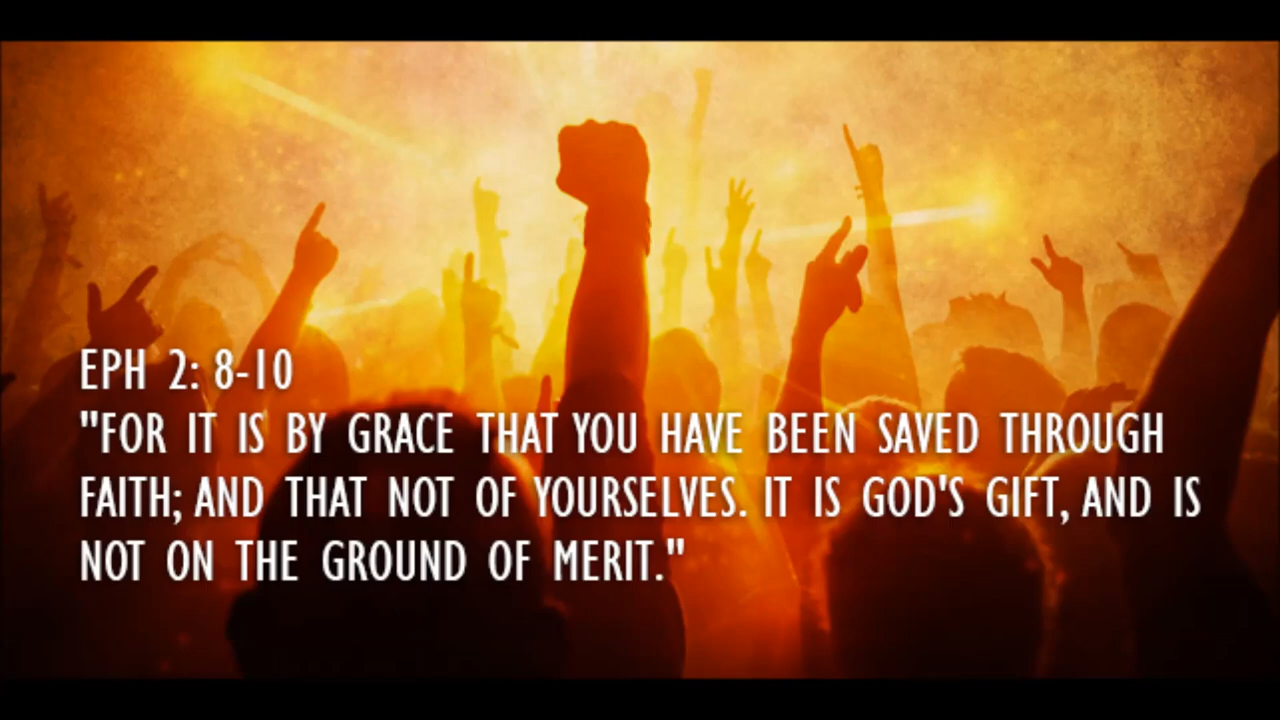 EPH 2: 8-10
"FOR IT IS BY GRACE THAT YOU HAVE BEEN SAVED THROUGH
FAITH; AND THAT NOT OF YOURSELVES. IT IS GOD'S GIFT, AND IS
NOT ON THE GROUND OF MERIT."